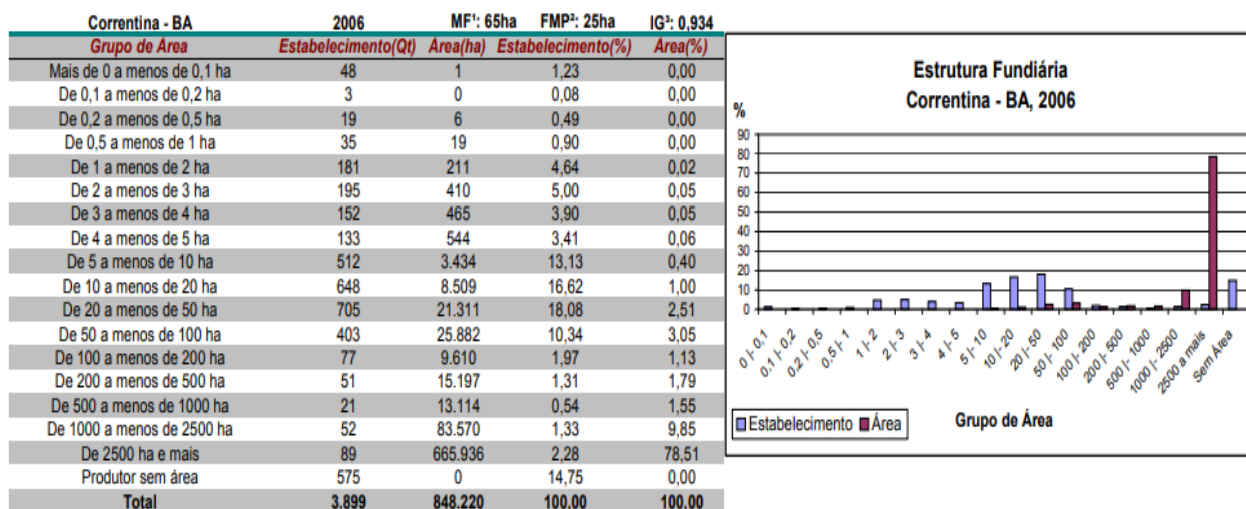 Correntina - BA 2006 MF¹: 65ha FMP²: 25ha IG³: 0,934
Grupo de Área Estabelecimento(Qt) Área(ha) Estabelecimento(%) Área(%)
Mais de 0 a menos de 0,1 ha 48 1 1,23 0,00
De 0,1 a menos de 0,2 ha 3 0 0,08 0,00
De 0,2 a menos de 0,5 ha 19 6 0,49 0,00
De 0,5 a menos de 1 ha 35 19 0,90 0,00
De 1 a menos de 2 ha 181 211 4,64 0,02
De 2 a menos de 3 ha 195 410 5,00 0,05
De 3 a menos de 4 ha 152 465 3,90 0,05
De 4 a menos de 5 ha 133 544 3,41 0,06
De 5 a menos de 10 ha 512 3.434 13,13 0,40
De 10 a menos de 20 ha 648 8.509 16,62 1,00
De 20 a menos de 50 ha 705 21.311 18,08 2,51
De 50 a menos de 100 ha 403 25.882 10,34 3,05
De 100 a menos de 200 ha 77 9.610 1,97 1,13
De 200 a menos de 500 ha 51 15.197 1,31 1,79
De 500 a menos de 1000 ha 21 13.114 0,54 1,55
De 1000 a menos de 2500 ha 52 83.570 1,33 9,85
De 2500 ha e mais 89 665.936 2,28 78,51
Produtor sem área 575 0 14,75 0,00
Total 3.899 848.220 100,00 100,00
Estrutura Fundiária
Correntina - BA, 2006
%
90
80
70
60
50
40
30
20
10
0
0 |- 0,1
0,1 |- 0,2
0,2 |- 0,5
0,5 |- 1
1 |- 2
2 |- 3
3 |- 4
4 |- 5
5 |- 10
10 |- 20
20 |- 50
50 |- 100
100 |- 200
200 |- 500
500 |- 1000
1000 |- 2500
2500 a mais
Sem Área
Estabelecimento Área
Grupo de Área